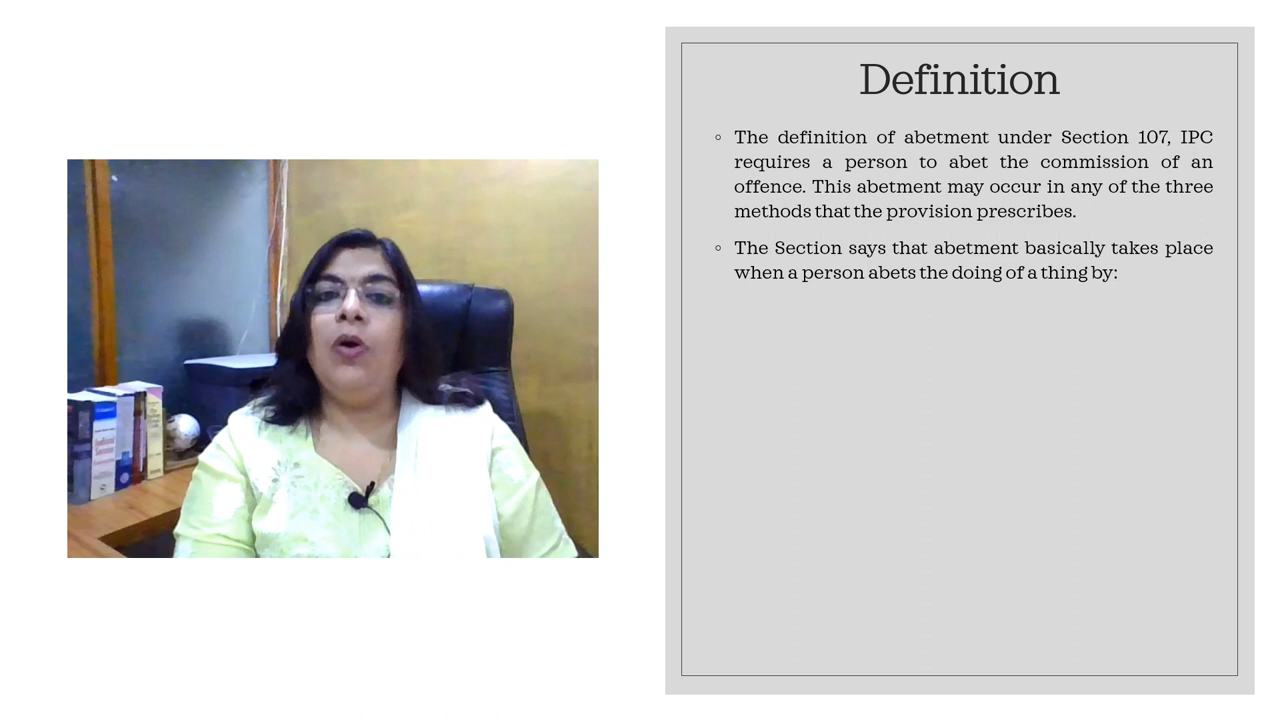 Definition
The definition of abetment under Section 107, IPC
requires a person to abet the commission of an
offence. This abetment may occur in any of the three
methods that the provision prescribes.
The Section says that abetment basically takes place
when a person abets the doing of a thing by: